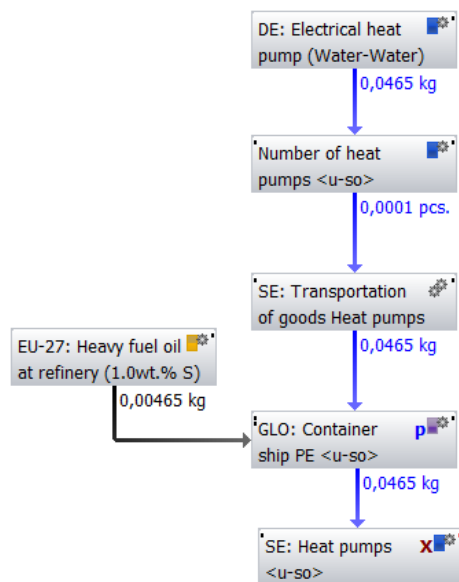 DE: Electrical heat
pump (Water-Water)
0,0465 kg
Number of heat
pumps <u-so>
0,0001 pcs.
SE: Transportation
of goods Heat pumps
0,0465 kg
EU-27: Heavy fuel oil
at refinery (1.0wt.% S)
0,00465 kg
GLO: Container p
ship PE <u-so>
0,0465 kg
SE: Heat pumps X
<u-so>